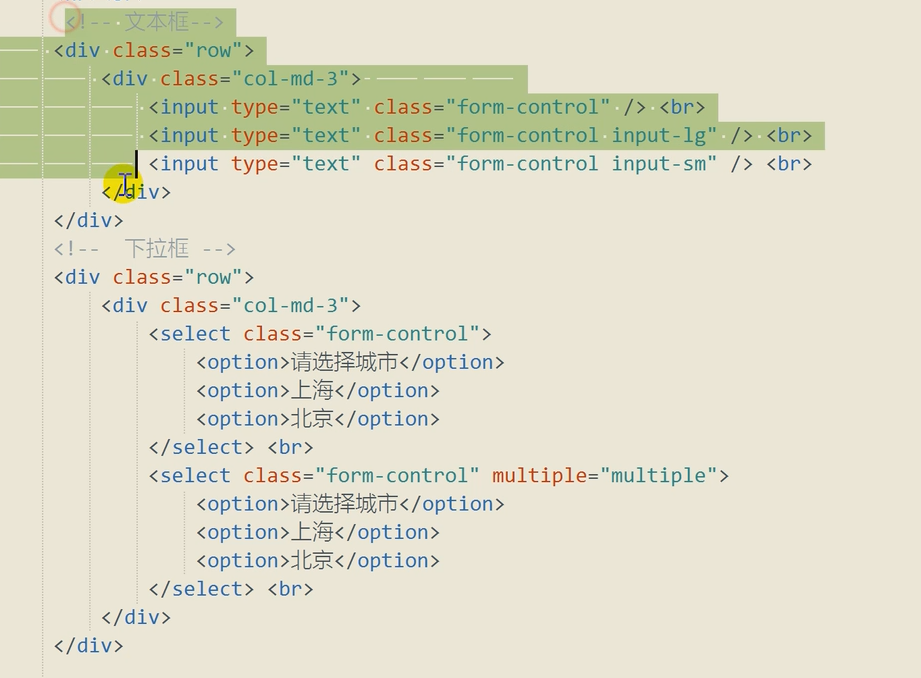 <!-- 文本框-->
<div class="row">
<div class="col-md-3">
<input type="text" class="form-control" /> <br>
<input type="text" class="form-control input-lg" /> <br>
<input type="text" class="form-control input-sm" /> <br>
</div>
</div>
<!--  下拉框 -->
<div class="row">
<div class="col-md-3">
<select class="form-control">
<option>请选择城市</option>
<option>上海</option>
<option>北京</option>
</select> <br>
<select class="form-control" multiple="multiple">
<option>请选择城市</option>
<option>上海</option>
<option>北京</option>
</select> <br>
</div>
</div>